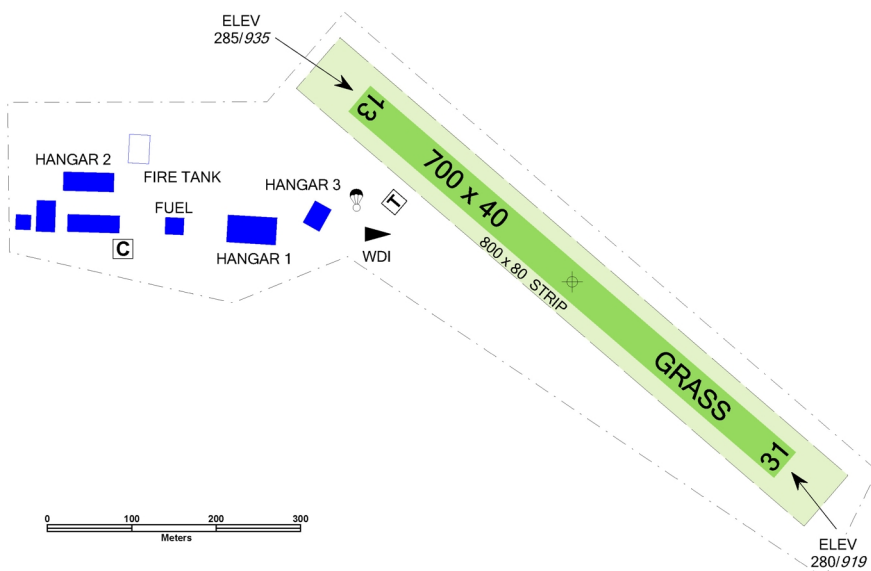 ELEV
285/935
13
700 x 40
HANGAR 2
FIRE TANK
HANGAR 3
T
FUEL
C
HANGAR 1
WDI
800 x 80 STRIP
GRASS
31
0 100 200 300
Meters
ELEV
280/919